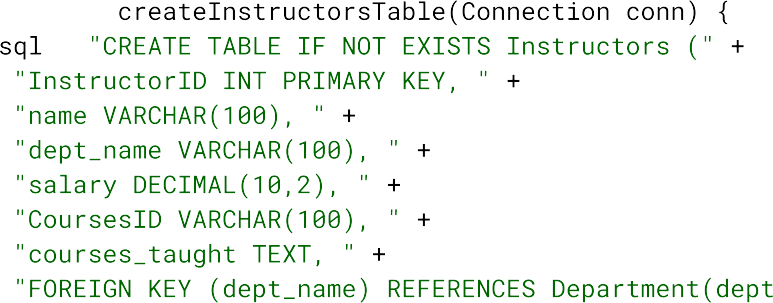 createInstructorsTable(Connection conn) {
sql "CREATE TABLE IF NOT EXISTS Instructors (" +
"InstructorID INT PRIMARY KEY, " +
"name VARCHAR(100), " +
"dept_name VARCHAR(100), " +
"salary DECIMAL(10,2), " +
"CoursesID VARCHAR(100), " +
"courses_taught TEXT, " +
"FOREIGN KEY (dept_name) REFERENCES Department(dept